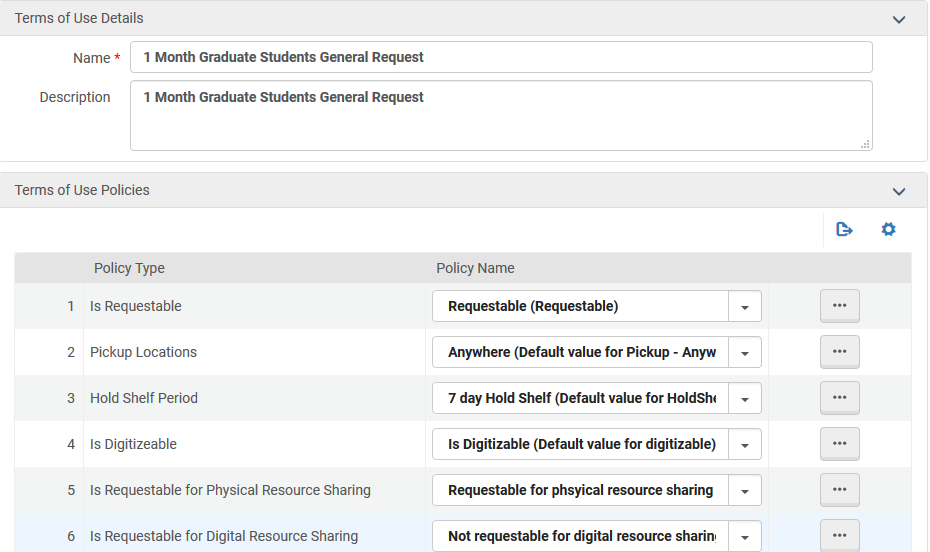 Terms of Use Details
Name *
1 Month Graduate Students General Request
Description
1 Month Graduate Students General Request
Terms of Use Policies
Policy Type Policy Name
1 Is Requestable Requestable (Requestable)
2 Pickup Locations Anywhere (Default value for Pickup - Anyw
3 Hold Shelf Period 7 day Hold Shelf (Default value for HoldShe
4 Is Digitizeable Is Digitizable (Default value for digitizable)
5 Is Requestable for Physical Resource Sharing Requestable for phsyical resource sharing
6 Is Requestable for Digital Resource Sharing Not requestable for digital resource sharing